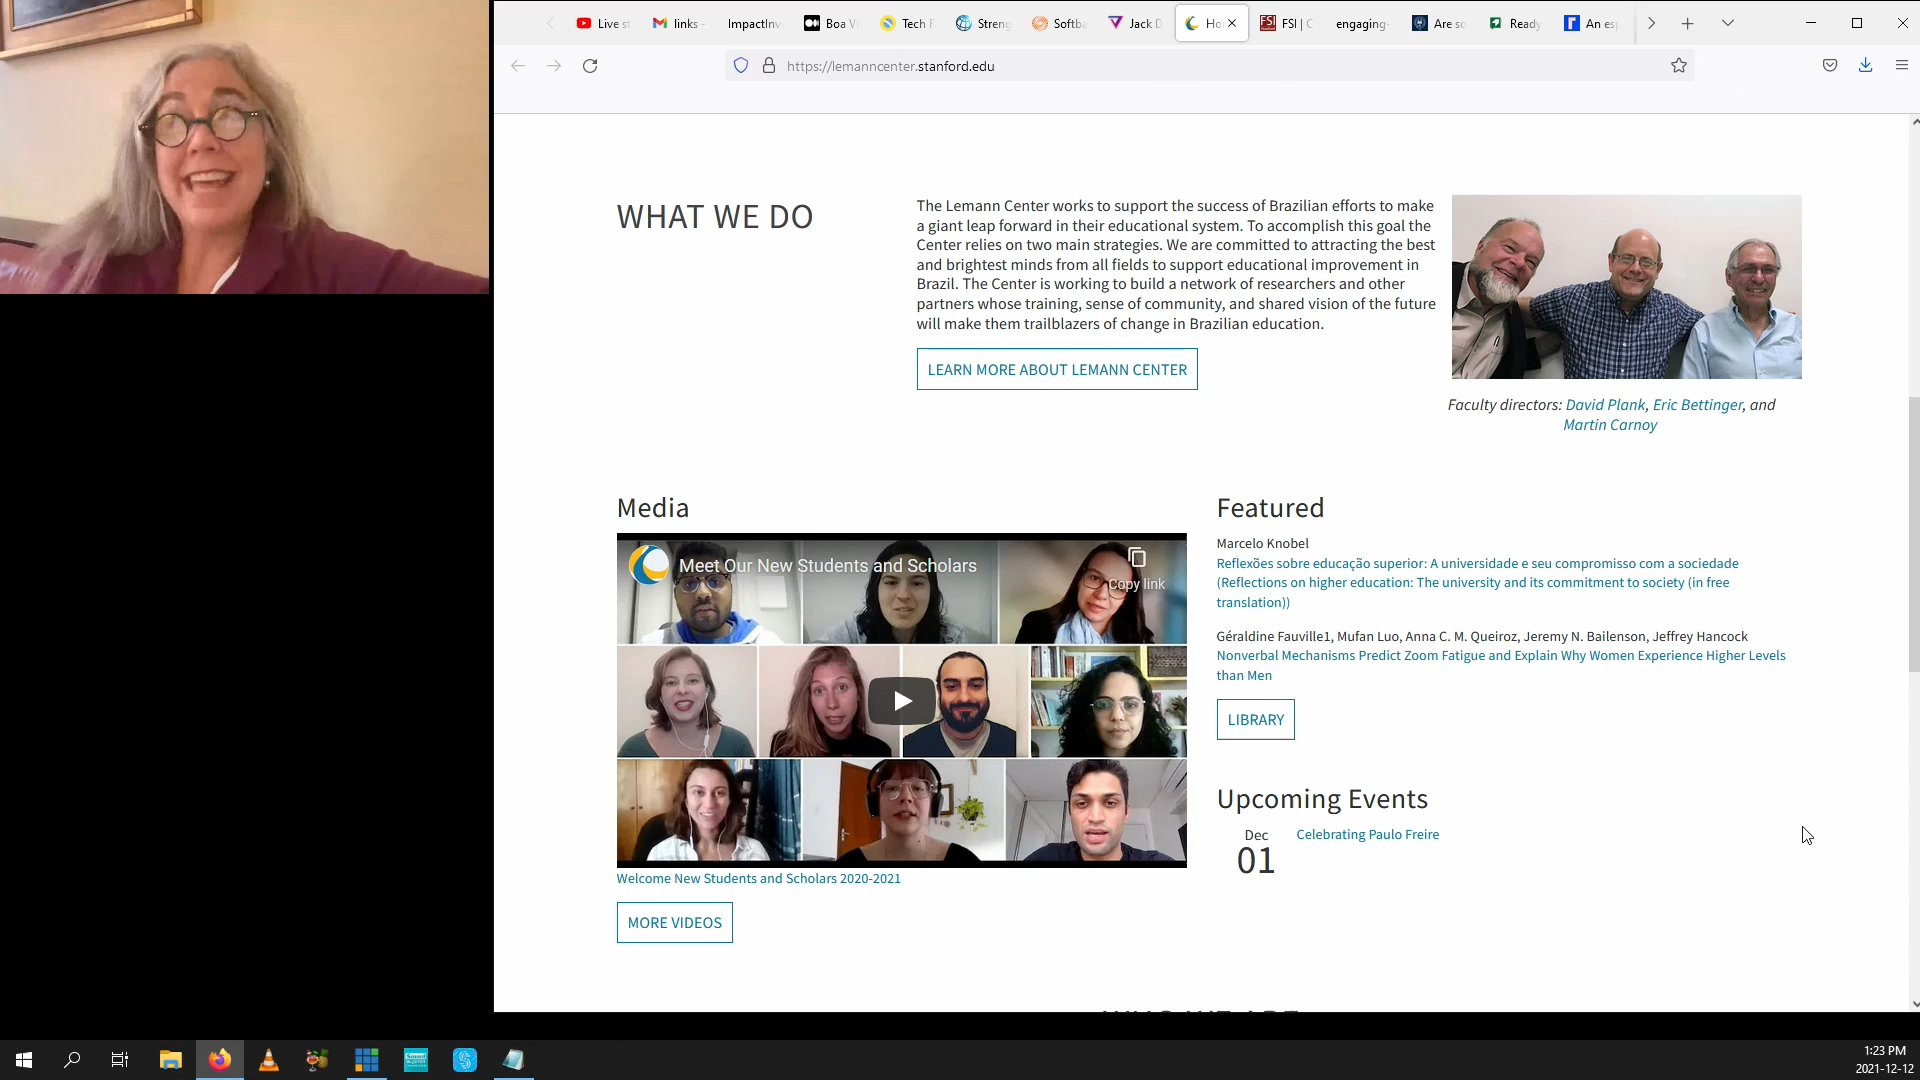 Live st
links -
ImpactInv
Boa Vi
Tech R
Streng
Softba
Jack D
Ho
FSI | C
engaging-
Are so
Ready
An esp
https://lemanncenter.stanford.edu
WHAT WE DO
The Lemann Center works to support the success of Brazilian efforts to make
a giant leap forward in their educational system. To accomplish this goal the
Center relies on two main strategies. We are committed to attracting the best
and brightest minds from all fields to support educational improvement in
Brazil. The Center is working to build a network of researchers and other
partners whose training, sense of community, and shared vision of the future
will make them trailblazers of change in Brazilian education.
LEARN MORE ABOUT LEMANN CENTER
Faculty directors: David Plank, Eric Bettinger, and
Martin Carnoy
Media
Meet Our New Students and Scholars
Copy link
Welcome New Students and Scholars 2020-2021
MORE VIDEOS
Featured
Marcelo Knobel
Reflexões sobre educação superior: A universidade e seu compromisso com a sociedade
(Reflections on higher education: The university and its commitment to society (in free
translation))
Géraldine Fauville1, Mufan Luo, Anna C. M. Queiroz, Jeremy N. Bailenson, Jeffrey Hancock
Nonverbal Mechanisms Predict Zoom Fatigue and Explain Why Women Experience Higher Levels
than Men
LIBRARY
Upcoming Events
Dec
01
Celebrating Paulo Freire
1:23 PM
2021-12-12